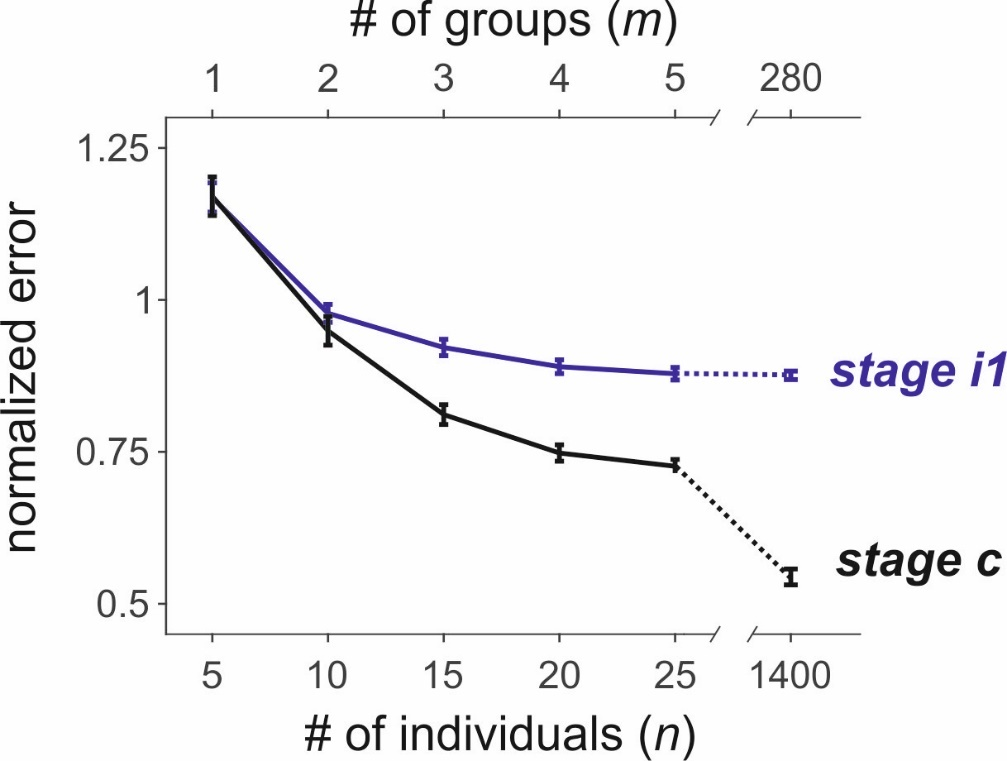 # of groups (m)
1 2 3 4 5 280
1.25
1
0.75
0.5
normalized error
stage i1
stage c
5 10 15 20 25 1400
# of individuals (n)